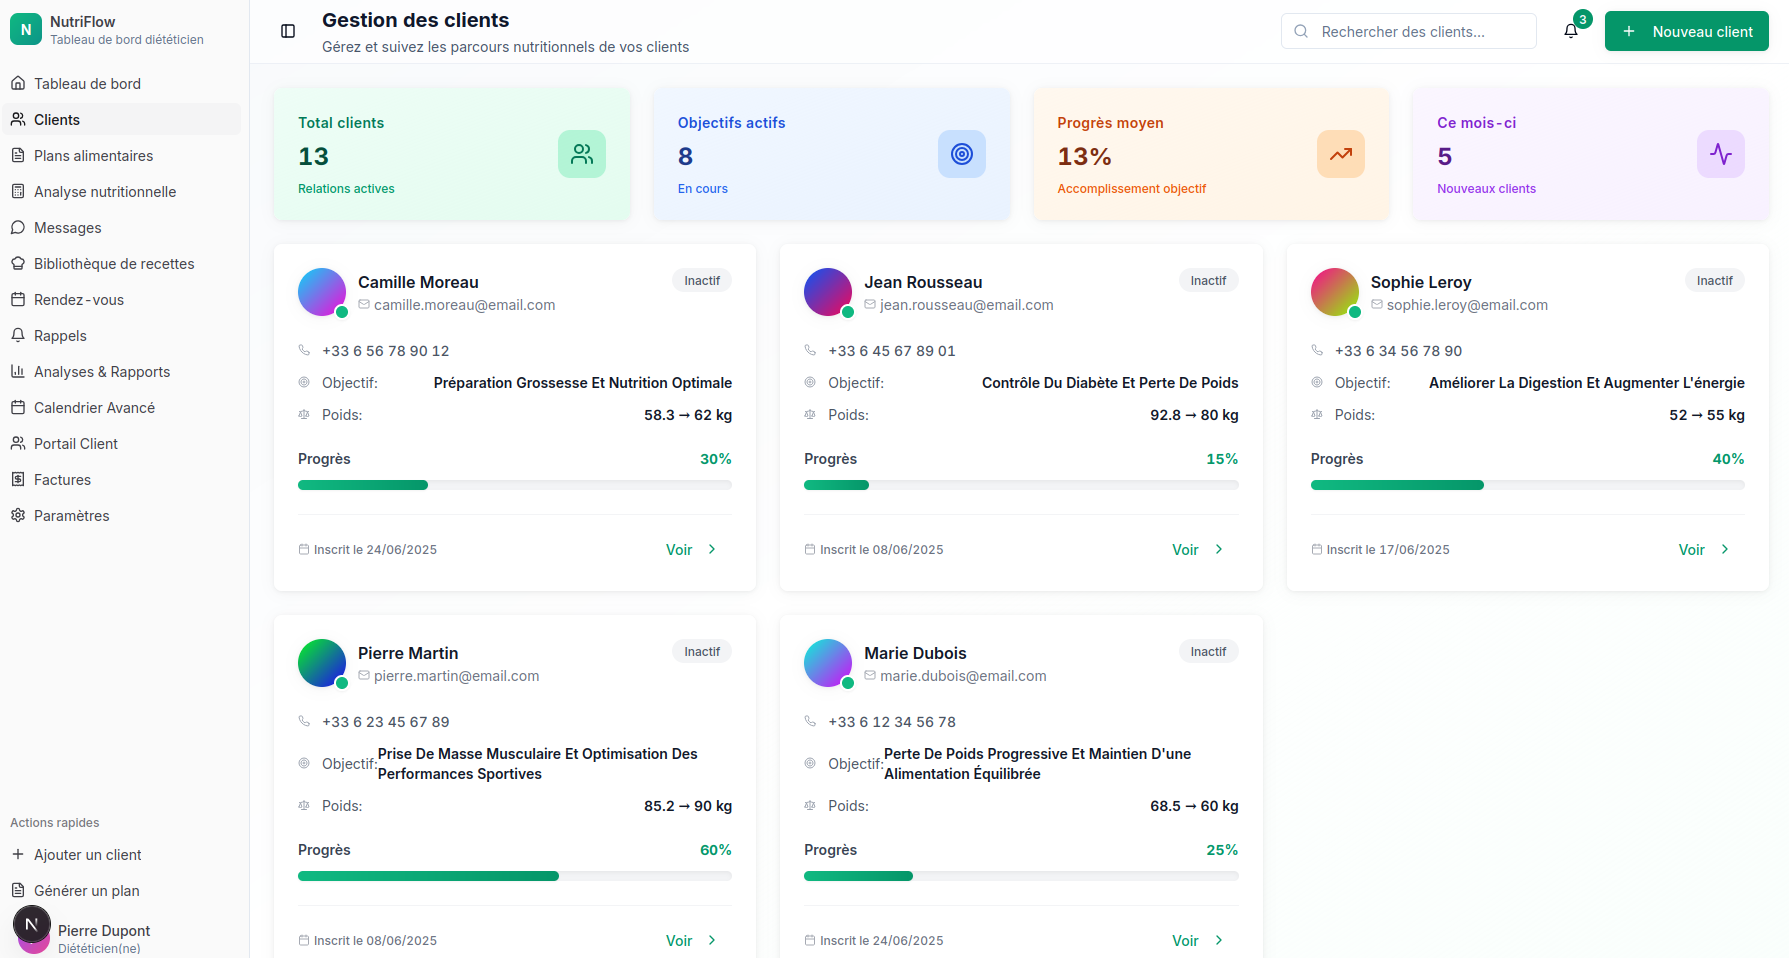 N
NutriFlow
Tableau de bord diététicien
Tableau de bord
Clients
Plans alimentaires
Analyse nutritionnelle
Messages
Bibliothèque de recettes
Rendez-vous
Rappels
Analyses & Rapports
Calendrier Avancé
Portail Client
Factures
Paramètres
Actions rapides
Ajouter un client
Générer un plan
N
Pierre Dupont
Diététicien(ne)
Gestion des clients
Gérez et suivez les parcours nutritionnels de vos clients
Rechercher des clients...
3
Nouveau client
Total clients
13
Relations actives
Objectifs actifs
8
En cours
Progrès moyen
13%
Accomplissement objectif
Ce mois-ci
5
Nouveaux clients
Camille Moreau
Inactif
camille.moreau@email.com
+33 6 56 78 90 12
Objectif: Préparation Grossesse Et Nutrition Optimale
Poids: 58.3 → 62 kg
Progrès 30%
Inscrit le 24/06/2025 Voir
Jean Rousseau
Inactif
jean.rousseau@email.com
+33 6 45 67 89 01
Objectif: Contrôle Du Diabète Et Perte De Poids
Poids: 92.8 → 80 kg
Progrès 15%
Inscrit le 08/06/2025 Voir
Sophie Leroy
Inactif
sophie.leroy@email.com
+33 6 34 56 78 90
Objectif: Améliorer La Digestion Et Augmenter L'énergie
Poids: 52 → 55 kg
Progrès 40%
Inscrit le 17/06/2025 Voir
Pierre Martin
Inactif
pierre.martin@email.com
+33 6 23 45 67 89
Objectif: Prise De Masse Musculaire Et Optimisation Des
Performances Sportives
Poids: 85.2 → 90 kg
Progrès 60%
Inscrit le 08/06/2025 Voir
Marie Dubois
Inactif
marie.dubois@email.com
+33 6 12 34 56 78
Objectif: Perte De Poids Progressive Et Maintien D'une
Alimentation Équilibrée
Poids: 68.5 → 60 kg
Progrès 25%
Inscrit le 24/06/2025 Voir